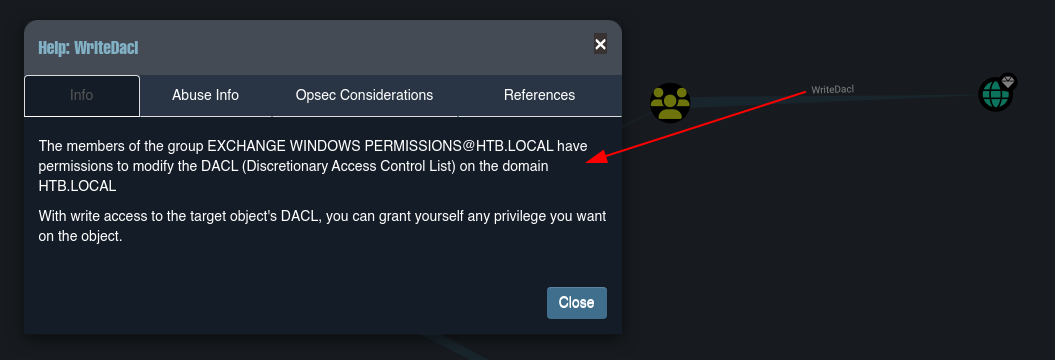 Help: WriteDacl
×
Info
Abuse Info
Opsec Considerations
References
The members of the group EXCHANGE WINDOWS PERMISSIONS@HTB.LOCAL have
permissions to modify the DACL (Discretionary Access Control List) on the domain
HTB.LOCAL
With write access to the target object's DACL, you can grant yourself any privilege you want
on the object.
Close
WriteDacl